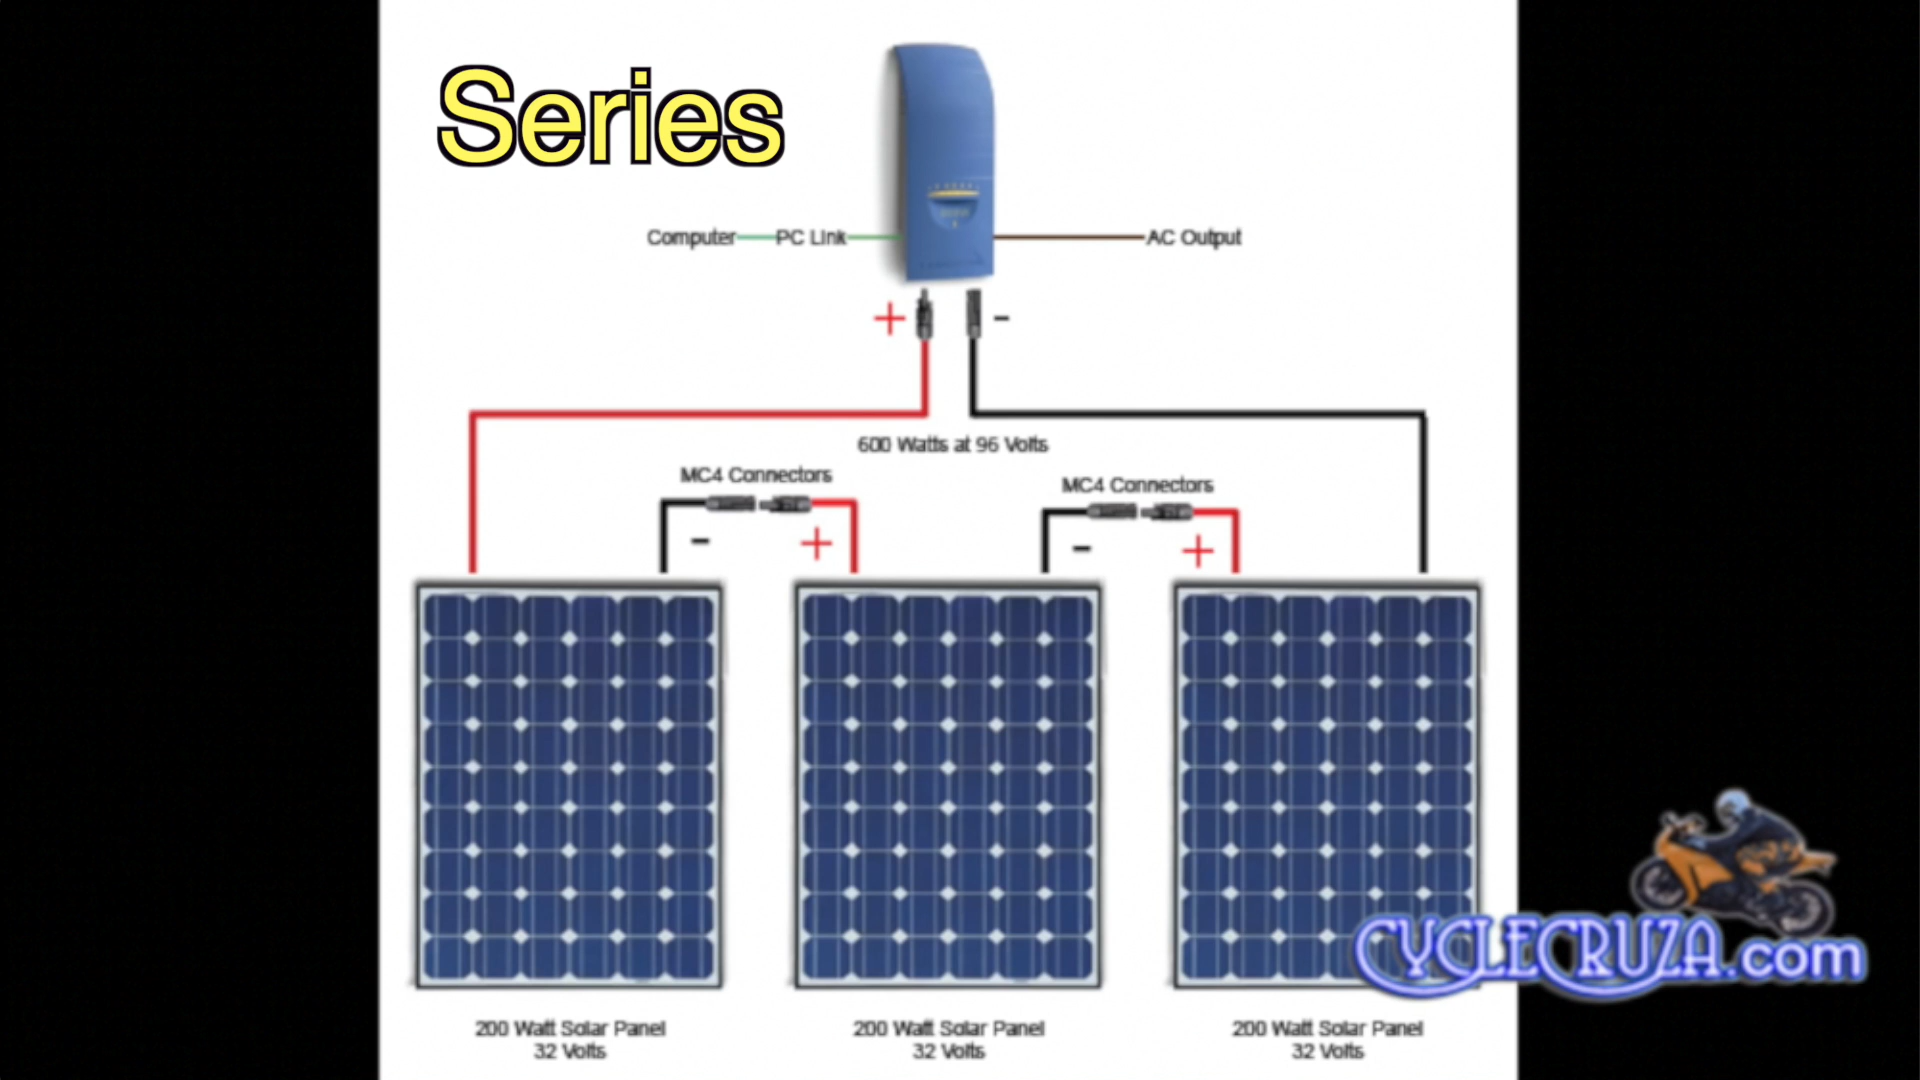 Series
Computer PC Link AC Output
+ -
600 Watts at 96 Volts
MC4 Connectors
MC4 Connectors
- +
- +
CYCLECRUZA.com
200 Watt Solar Panel
32 Volts
200 Watt Solar Panel
32 Volts
200 Watt Solar Panel
32 Volts